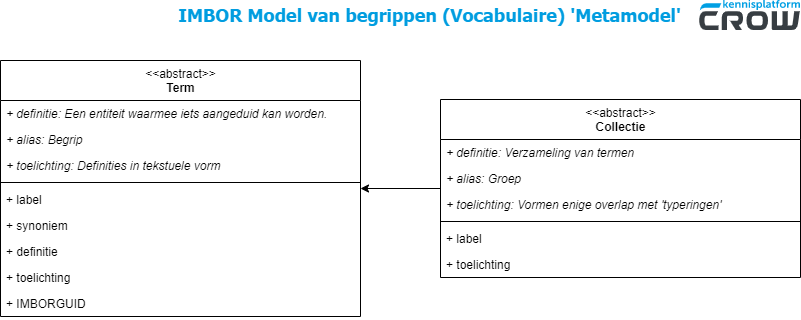 IMBOR Model van begrippen (Vocabulaire) 'Metamodel'
kennisplatform
CROW
<<abstract>>
Term
+ definitie: Een entiteit waarmee iets aangeduid kan worden.
+ alias: Begrip
+ toelichting: Definities in tekstuele vorm
+ label
+ synoniem
+ definitie
+ toelichting
+ IMBORGUID
<<abstract>>
Collectie
+ definitie: Verzameling van termen
+ alias: Groep
+ toelichting: Vormen enige overlap met 'typeringen'
+ label
+ toelichting